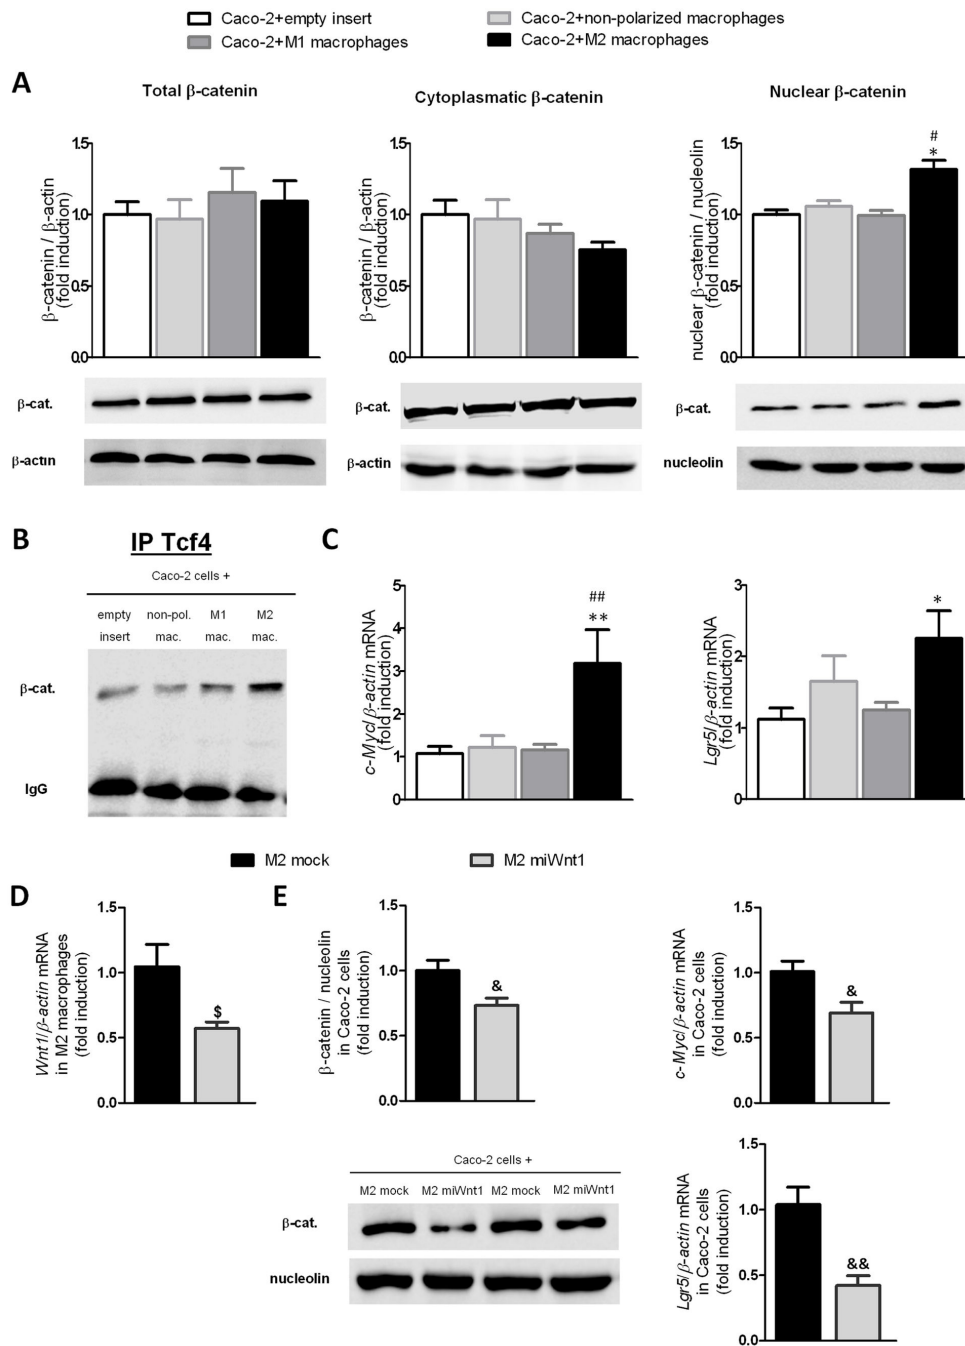 Caco-2+empty insert
Caco-2+non-polarized macrophages
Caco-2+M1 macrophages
Caco-2+M2 macrophages
A
Total β-catenin
Cytoplasmatic β-catenin
Nuclear β-catenin
β-catenin / β-actin
(fold induction)
1.5
1.0
0.5
0.0
β-catenin / β-actin
(fold induction)
1.5
1.0
0.5
0.0
nuclear β-catenin / nucleolin
(fold induction)
1.5
1.0
0.5
0.0
#
*
β-cat.
β-actin
β-cat.
β-actin
β-cat.
nucleolin
B
IP Tcf4
Caco-2 cells +
empty insert
non-pol. mac.
M1 mac.
M2 mac.
β-cat.
IgG
C
c-Myc/β-actin mRNA
(fold induction)
5
4
3
2
1
0
##
**
Lgr5/β-actin mRNA
(fold induction)
3
2
1
0
*
M2 mock
M2 miWnt1
D
Wnt1/β-actin mRNA
in M2 macrophages
(fold induction)
1.5
1.0
0.5
0.0
$
E
β-catenin / nucleolin
in Caco-2 cells
(fold induction)
1.5
1.0
0.5
0.0
&
c-Myc/β-actin mRNA
in Caco-2 cells
(fold induction)
1.5
1.0
0.5
0.0
&
Caco-2 cells +
M2 mock M2 miWnt1 M2 mock M2 miWnt1
β-cat.
nucleolin
Lgr5/β-actin mRNA
in Caco-2 cells
(fold induction)
1.5
1.0
0.5
0.0
&&